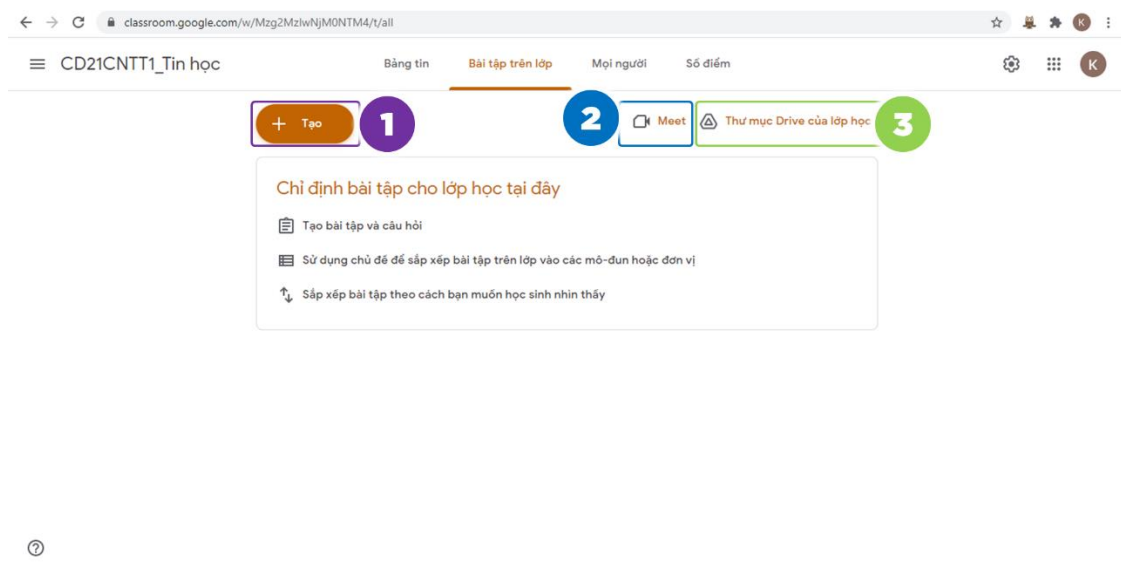 classroom.google.com/w/Mzg2MzIwNjM0NTM4/t/all
K
CD21CNTT1_Tin học
Bảng tin
Bài tập trên lớp
Mọi người
Số điểm
K
Tạo
1
2
Meet
Thư mục Drive của lớp học
3
Chỉ định bài tập cho lớp học tại đây
Tạo bài tập và câu hỏi
Sử dụng chủ đề để sắp xếp bài tập trên lớp vào các mô-đun hoặc đơn vị
Sắp xếp bài tập theo cách bạn muốn học sinh nhìn thấy